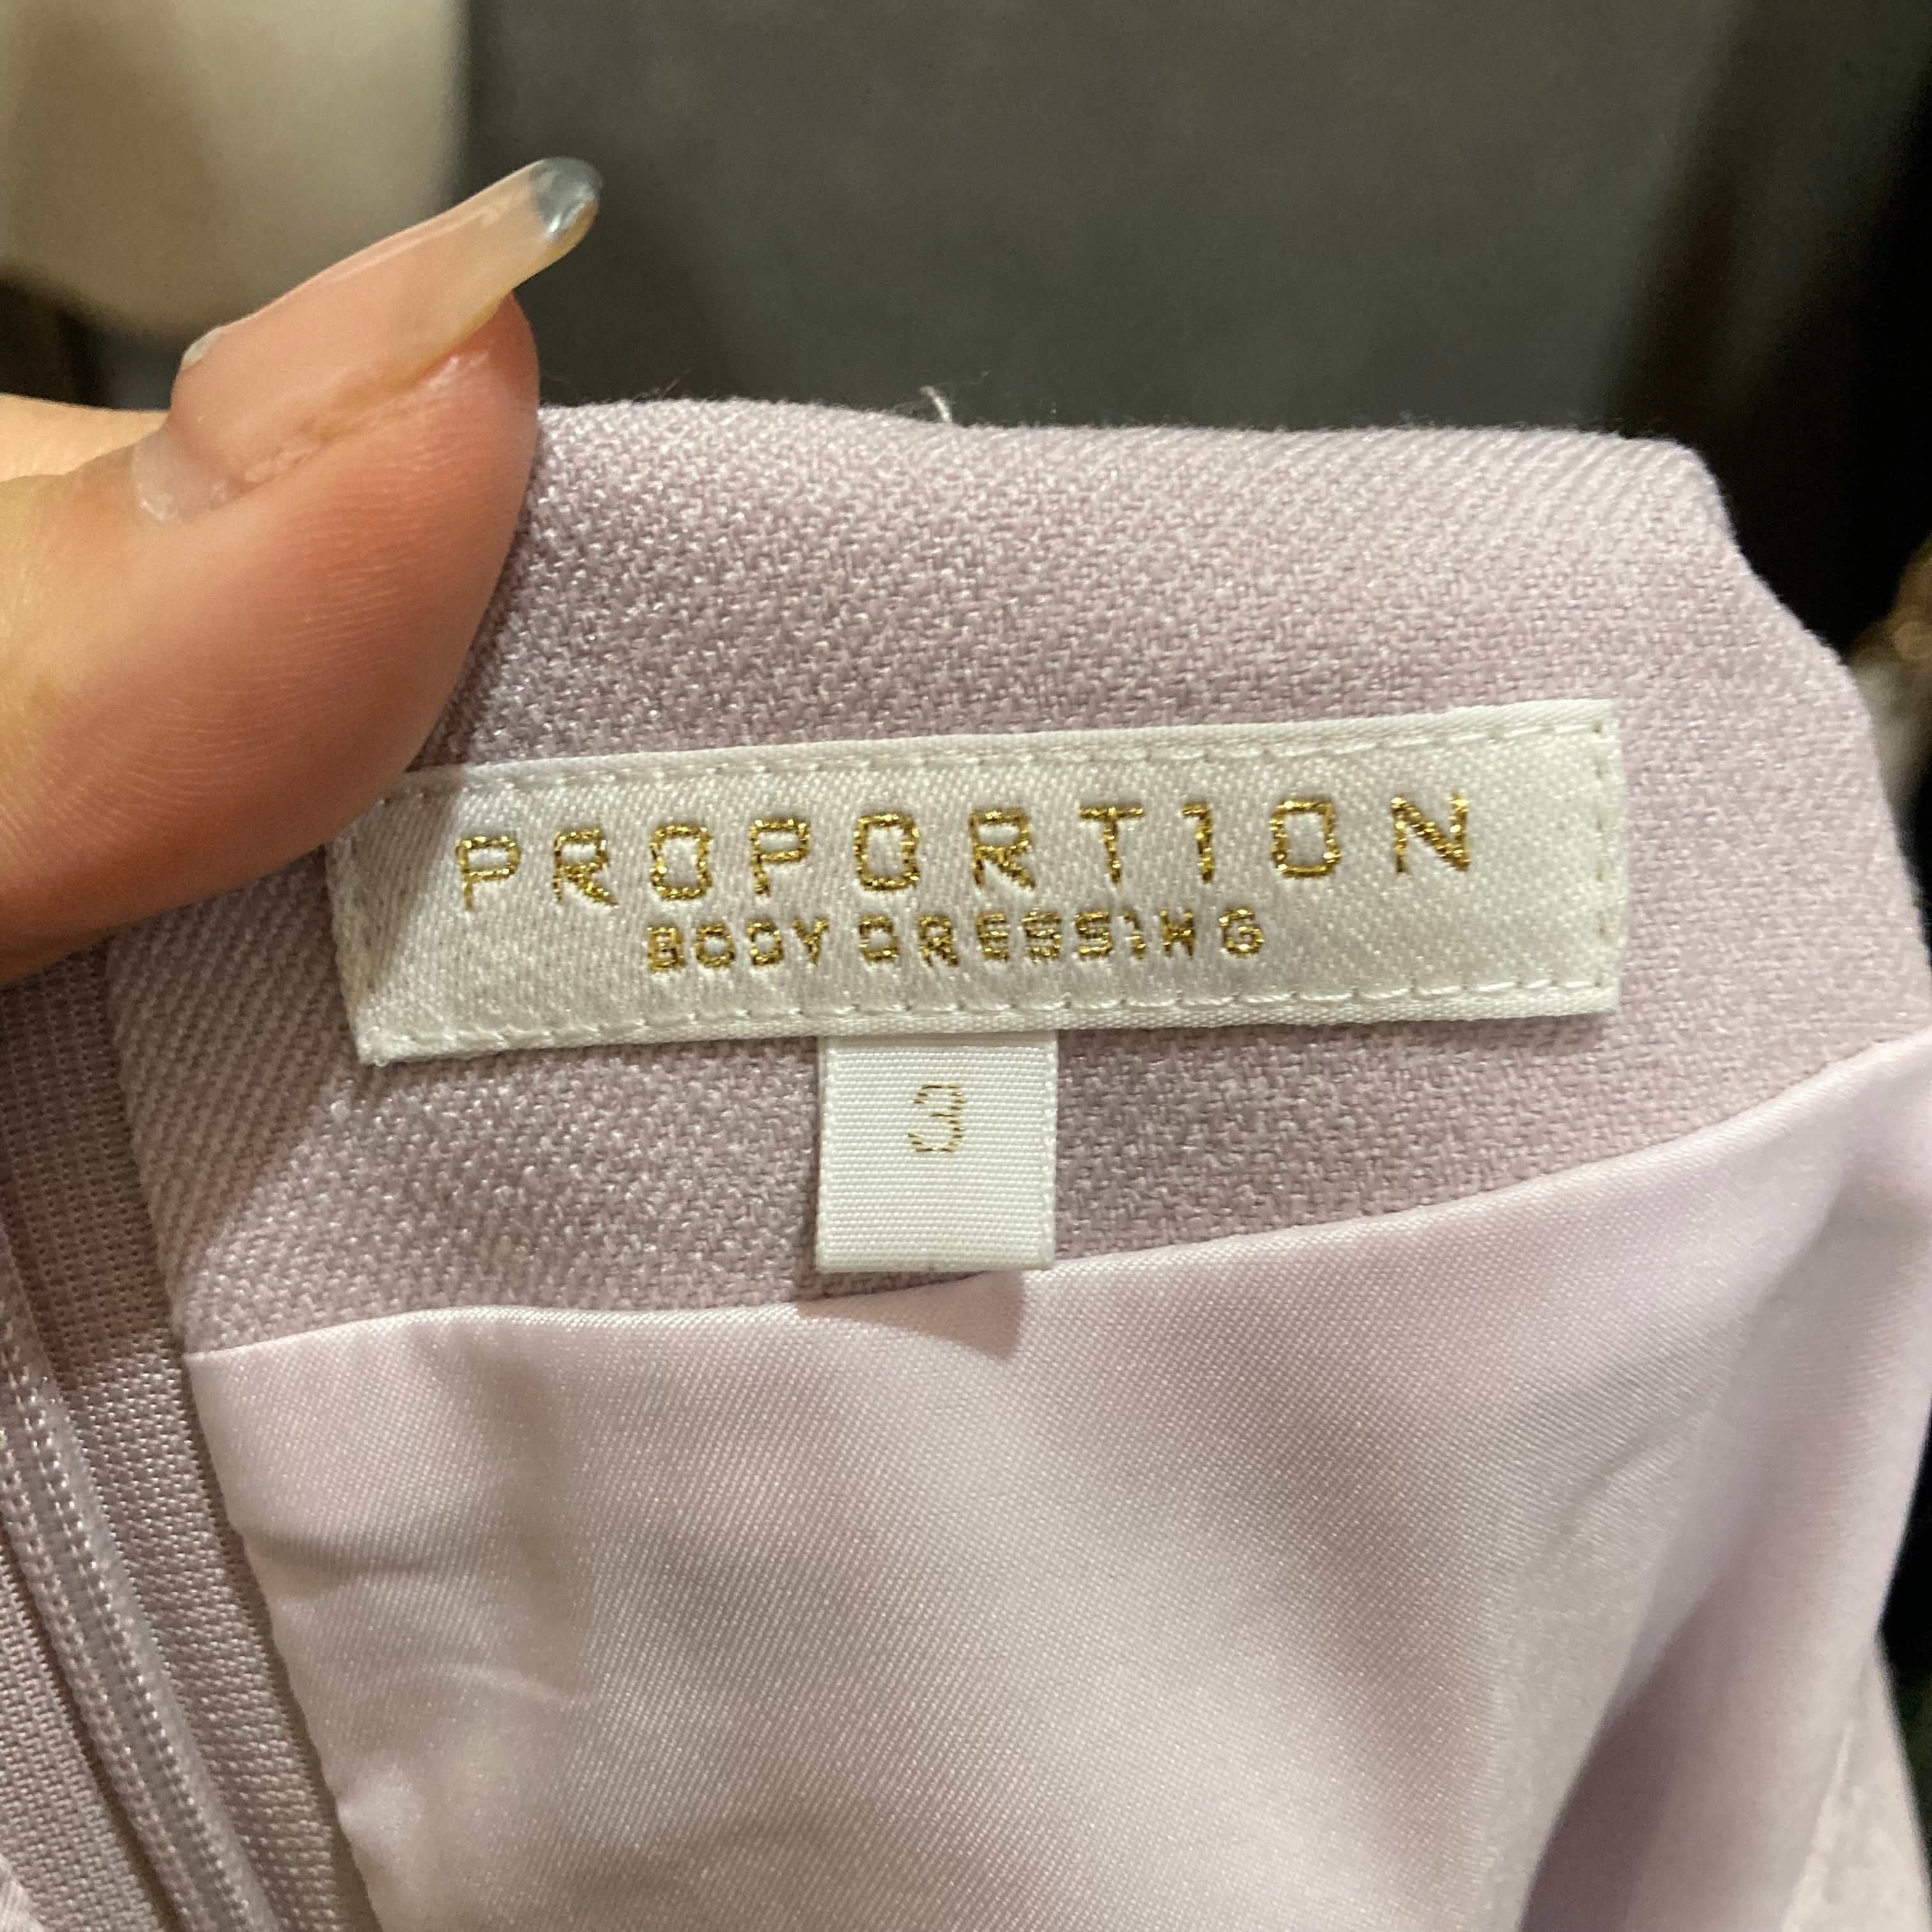 PROPORTION
BODY DRESSING
3